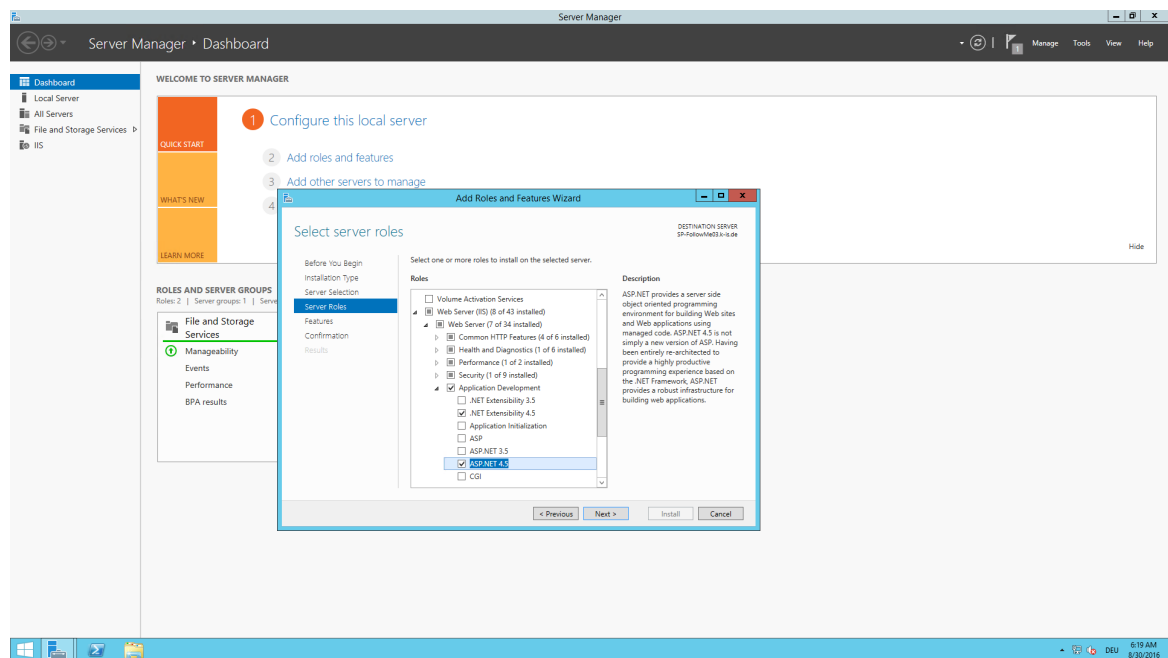 Server Manager
Server Manager • Dashboard
1
Manage
Tools
View
Help
Dashboard
Local Server
All Servers
File and Storage Services
IIS
WELCOME TO SERVER MANAGER
QUICK START
WHAT'S NEW
LEARN MORE
1 Configure this local server
2 Add roles and features
3 Add other servers to manage
4
Hide
ROLES AND SERVER GROUPS
Roles: 2 | Server groups: 1 | Serve
File and Storage
Services
Manageability
Events
Performance
BPA results
Add Roles and Features Wizard
Select server roles
DESTINATION SERVER
SP-FollowMe03.k-is.de
Before You Begin
Installation Type
Server Selection
Server Roles
Features
Confirmation
Results
Select one or more roles to install on the selected server.
Roles
Volume Activation Services
Web Server (IIS) (8 of 43 installed)
Web Server (7 of 34 installed)
Common HTTP Features (4 of 6 installed)
Health and Diagnostics (1 of 6 installed)
Performance (1 of 2 installed)
Security (1 of 9 installed)
Application Development
.NET Extensibility 3.5
.NET Extensibility 4.5
Application Initialization
ASP
ASP.NET 3.5
ASP.NET 4.5
CGI
Description
ASP.NET provides a server side
object oriented programming
environment for building Web sites
and Web applications using
managed code. ASP.NET 4.5 is not
simply a new version of ASP. Having
been entirely re-architected to
provide a highly productive
programming experience based on
the .NET Framework, ASP.NET
provides a robust infrastructure for
building web applications.
< Previous
Next >
Install
Cancel
DEU
6:19 AM
8/30/2016